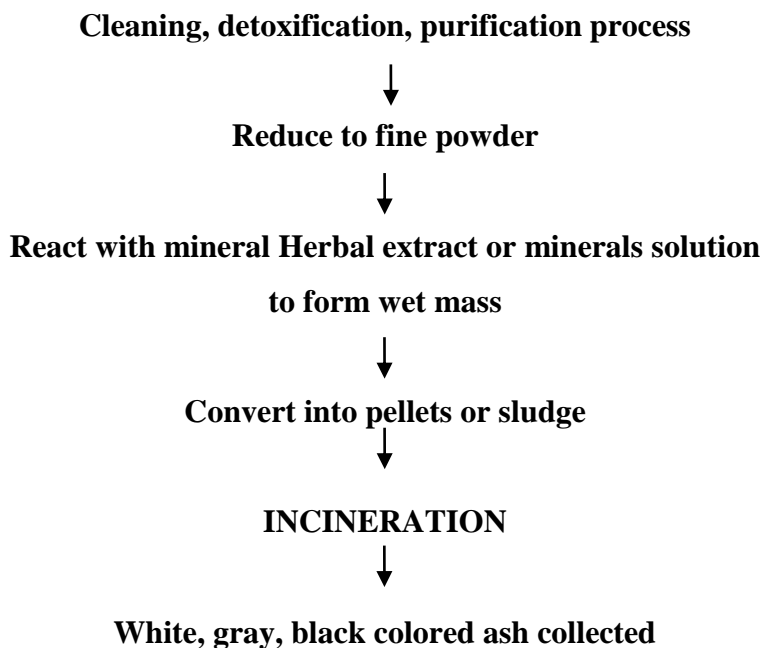 Cleaning, detoxification, purification process
Reduce to fine powder
React with mineral Herbal extract or minerals solution
to form wet mass
Convert into pellets or sludge
INCINERATION
White, gray, black colored ash collected